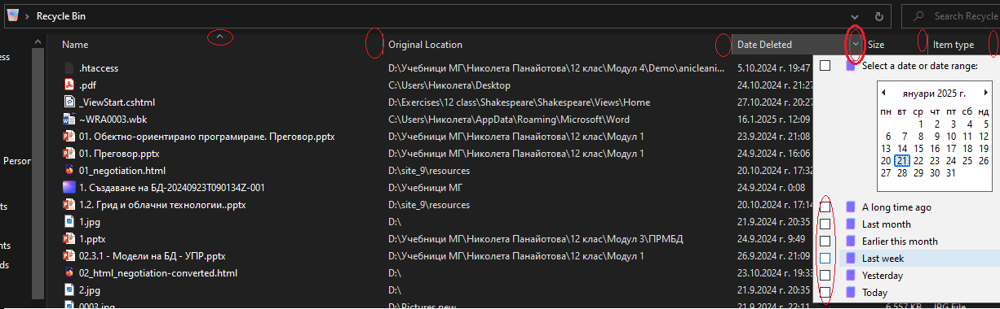 Recycle Bin
Search Recycle
Name Original Location Date Deleted Size Item type
ess
.htaccess D:\Учебници МГ\Николета Панайотова\12 клас\Модул 4\Demo\anicleani... 5.10.2024 г. 19:47
.pdf C:\Users\Николета\Desktop 24.10.2024 г. 21:27
_ViewStart.cshtml D:\Exercises\12 class\Shakespeare\Shakespeare\Views\Home 27.10.2024 г. 20:27
~WRA0003.wbk C:\Users\Николета\AppData\Roaming\Microsoft\Word 16.1.2025 г. 12:09
01. Обектно-ориентирано програмиране. Преговор.pptx D:\Учебници МГ\Николета Панайотова\12 клас\Модул 1 23.9.2024 г. 21:08
Person
01. Преговор.pptx D:\Учебници МГ\Николета Панайотова\12 клас\Модул 1 24.9.2024 г. 16:06
01_negotiation.html D:\site_9\resources 20.10.2024 г. 17:32
1. Създаване на БД-20240923T090134Z-001 D:\Учебници МГ 24.9.2024 г. 0:08
nts
1.2. Грид и облачни технологии..pptx D:\site_9\resources 20.10.2024 г. 17:14
1.jpg D:\ 21.9.2024 г. 20:35
nts
1.pptx D:\Учебници МГ\Николета Панайотова\12 клас\Модул 3\ПРМБД 24.9.2024 г. 9:49
ds
02.3.1 - Модели на БД - УПР.pptx D:\Учебници МГ\Николета Панайотова\12 клас\Модул 1 26.9.2024 г. 21:09
02_html_negotiation-converted.html D:\ 23.10.2024 г. 19:33
2.jpg D:\ 21.9.2024 г. 20:35
0003.jpg D:\Pictures new 21.9.2024 г. 22:11 6 557 KB JPG File
Select a date or date range:
януари 2025 г.
пн вт ср чт пт сб нд
1 2 3 4 5
6 7 8 9 10 11 12
13 14 15 16 17 18 19
20 21 22 23 24 25 26
27 28 29 30 31
A long time ago
Last month
Earlier this month
Last week
Yesterday
Today